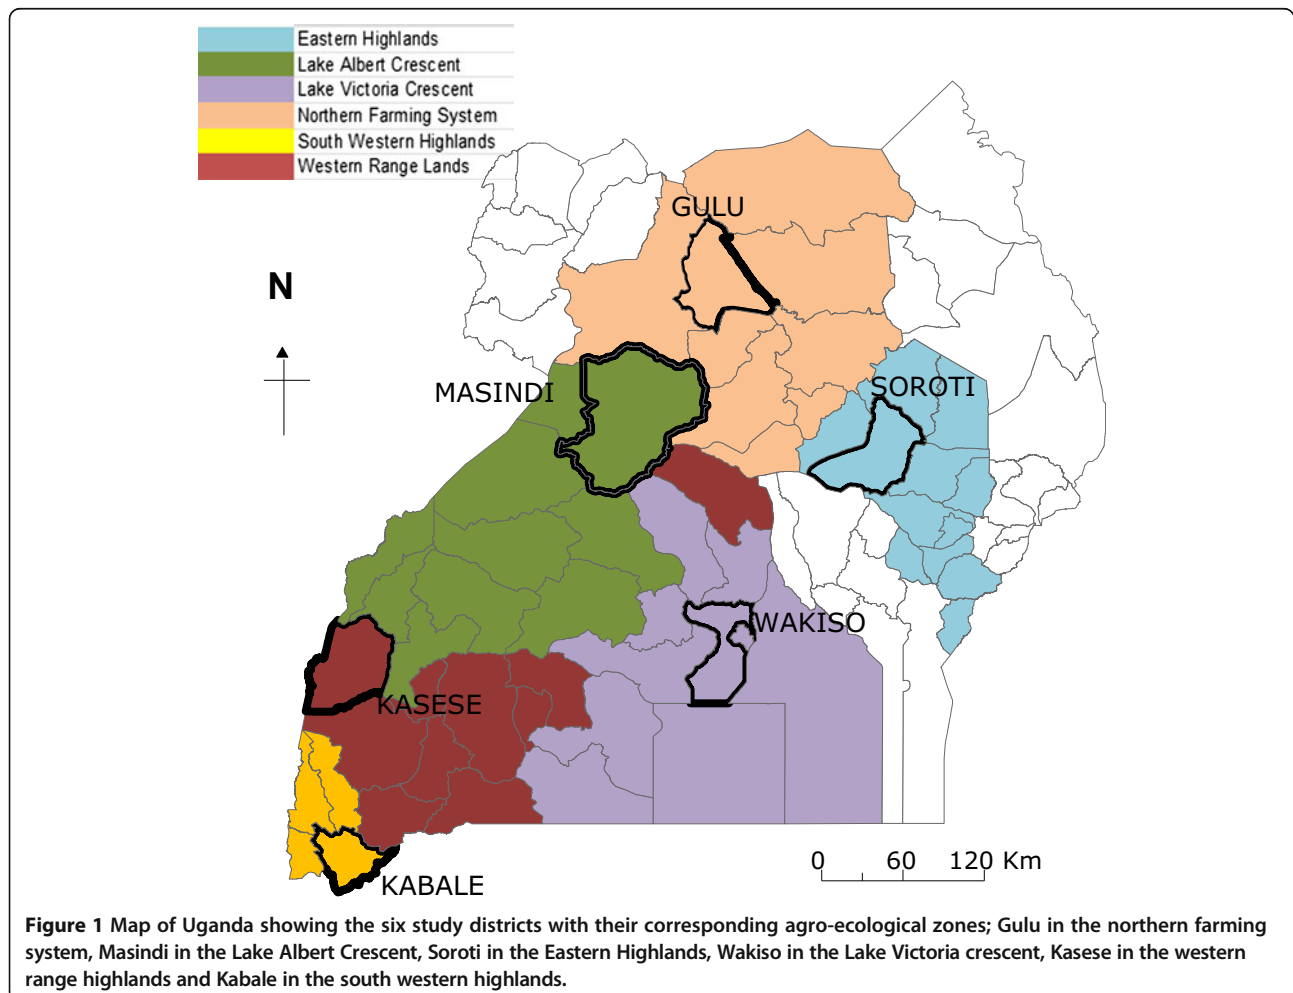 Eastern Highlands
Lake Albert Crescent
Lake Victoria Crescent
Northern Farming System
South Western Highlands
Western Range Lands
GULU
N
MASINDI
SOROTI
WAKISO
KASESE
KABALE
0 60 120 Km
Figure 1 Map of Uganda showing the six study districts with their corresponding agro-ecological zones; Gulu in the northern farming
system, Masindi in the Lake Albert Crescent, Soroti in the Eastern Highlands, Wakiso in the Lake Victoria crescent, Kasese in the western
range highlands and Kabale in the south western highlands.